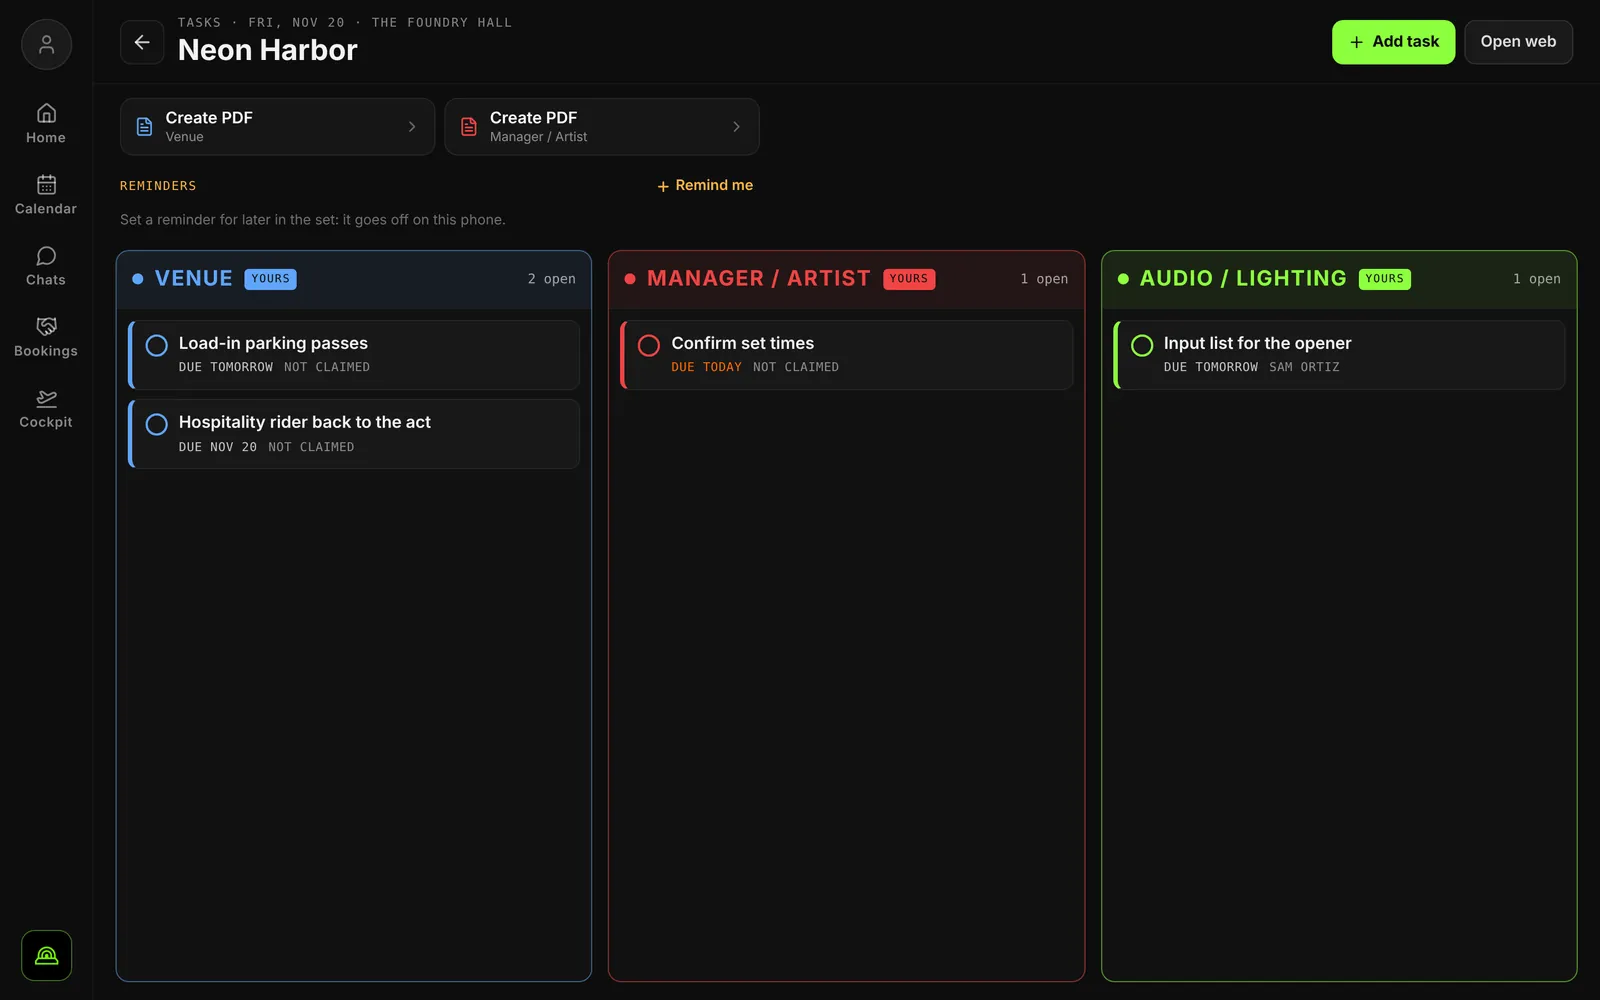 TASKS · FRI, NOV 20 · THE FOUNDRY HALL
Neon Harbor
Add task
Open web
Home
Calendar
Chats
Bookings
Cockpit
Create PDF
Venue
Create PDF
Manager / Artist
REMINDERS
Remind me
Set a reminder for later in the set: it goes off on this phone.
VENUE YOURS 2 open
Load-in parking passes
DUE TOMORROW NOT CLAIMED
Hospitality rider back to the act
DUE NOV 20 NOT CLAIMED
MANAGER / ARTIST YOURS 1 open
Confirm set times
DUE TODAY NOT CLAIMED
AUDIO / LIGHTING YOURS 1 open
Input list for the opener
DUE TOMORROW SAM ORTIZ